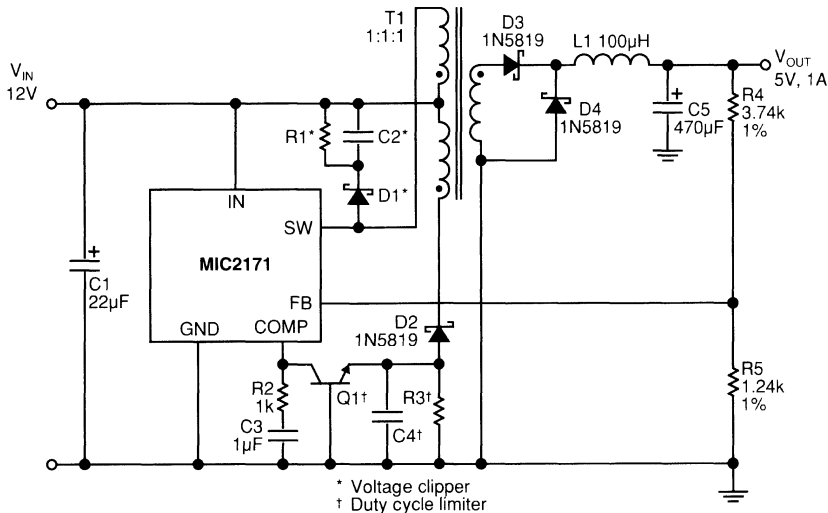 T1
1:1:1
D3
1N5819
L1 100µH
VIN
12V
VOUT
5V, 1A
R4
3.74k
1%
D4
1N5819
C5
470µF
+
R1*
C2*
D1*
IN
SW
MIC2171
FB
GND
COMP
+
C1
22µF
D2
1N5819
R2
1k
Q1†
R3†
C4†
C3
1µF
R5
1.24k
1%
* Voltage clipper
† Duty cycle limiter